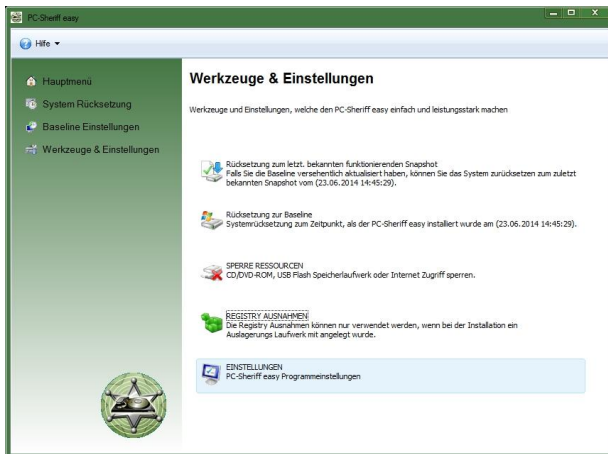 PC-Sheriff easy
Hilfe
Hauptmenü
System Rücksetzung
Baseline Einstellungen
Werkzeuge & Einstellungen
Werkzeuge & Einstellungen
Werkzeuge und Einstellungen, welche den PC-Sheriff easy einfach und leistungsstark machen
Rücksetzung zum letzt. bekannten funktionierenden Snapshot
Falls Sie die Baseline versehentlich aktualisiert haben, können Sie das System zurücksetzen zum zuletzt
bekannten Snapshot vom (23.06.2014 14:45:29).
Rücksetzung zur Baseline
Systemrücksetzung zum Zeitpunkt, als der PC-Sheriff easy installiert wurde am (23.06.2014 14:45:29).
SPERRE RESSOURCEN
CD/DVD-ROM, USB Flash Speicherlaufwerk oder Internet Zugriff sperren.
REGISTRY AUSNAHMEN
Die Registry Ausnahmen können nur verwendet werden, wenn bei der Installation ein
Auslagerungs Laufwerk mit angelegt wurde.
EINSTELLUNGEN
PC-Sheriff easy Programmeinstellungen